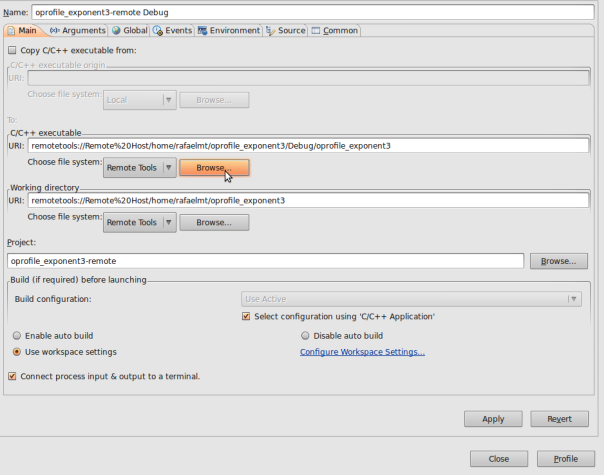 Name: oprofile_exponent3-remote Debug
Main Arguments Global Events Environment Source Common
Copy C/C++ executable from:
C/C++ executable origin
URI:
Choose file system: Local Browse...
To:
C/C++ executable
URI: remotetools://Remote%20Host/home/rafaelmt/oprofile_exponent3/Debug/oprofile_exponent3
Choose file system: Remote Tools Browse...
Working directory
URI: remotetools://Remote%20Host/home/rafaelmt/oprofile_exponent3
Choose file system: Remote Tools Browse...
Project:
oprofile_exponent3-remote Browse...
Build (if required) before launching
Build configuration: Use Active
Select configuration using 'C/C++ Application'
Enable auto build Disable auto build
Use workspace settings Configure Workspace Settings...
Connect process input & output to a terminal.
Apply Revert
Close Profile